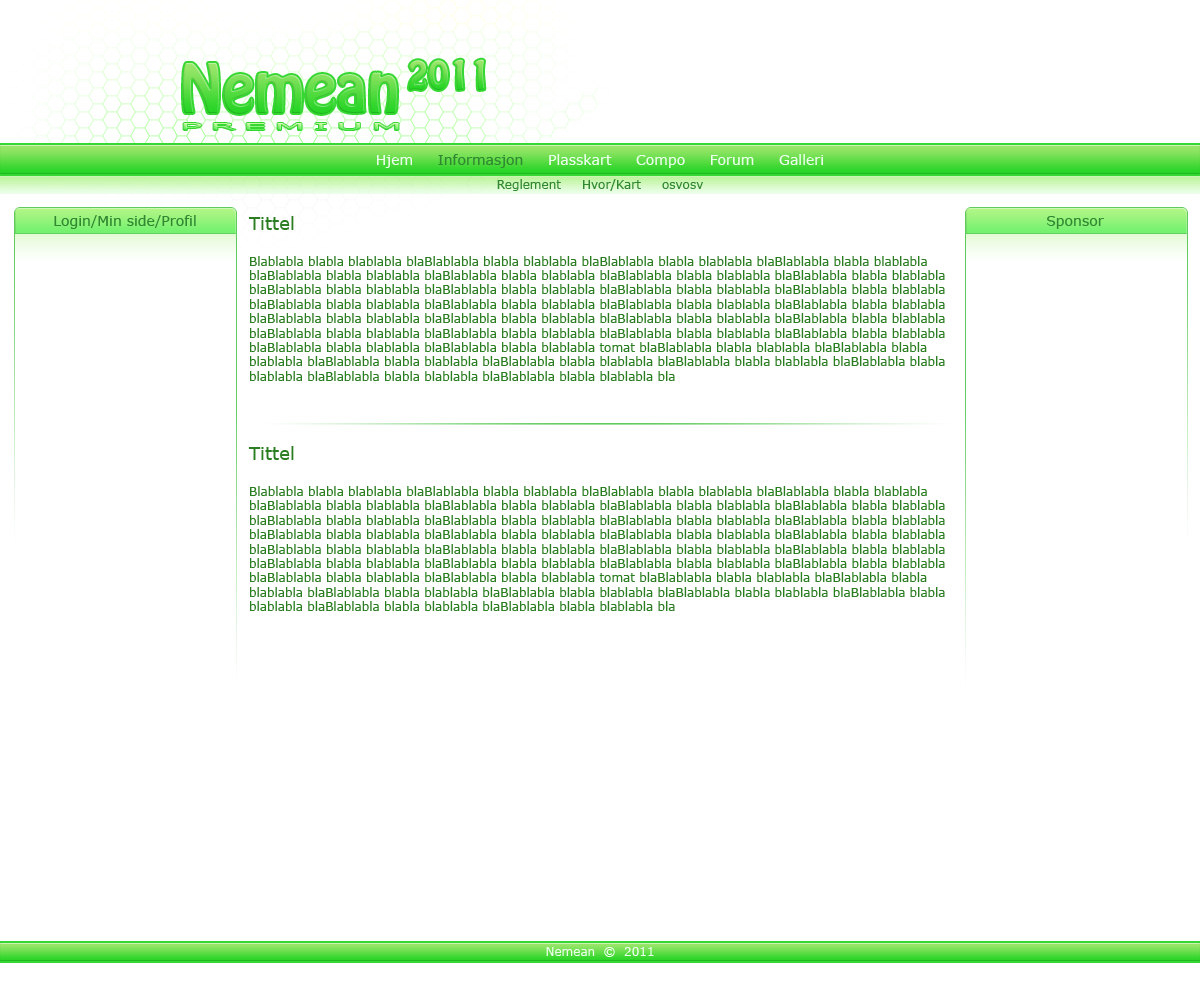 Nemean 2011
PREMIUM
Hjem Informasjon Plasskart Compo Forum Galleri
Reglement Hvor/Kart osvosv
Login/Min side/Profil
Tittel
Blablabla blabla blablabla blaBlablabla blabla blablabla blaBlablabla blabla blablabla blaBlablabla blabla blablabla
blaBlablabla blabla blablabla blaBlablabla blabla blablabla blaBlablabla blabla blablabla blaBlablabla blabla blablabla
blaBlablabla blabla blablabla blaBlablabla blabla blablabla blaBlablabla blabla blablabla blaBlablabla blabla blablabla
blaBlablabla blabla blablabla blaBlablabla blabla blablabla blaBlablabla blabla blablabla blaBlablabla blabla blablabla
blaBlablabla blabla blablabla blaBlablabla blabla blablabla blaBlablabla blabla blablabla blaBlablabla blabla blablabla
blaBlablabla blabla blablabla blaBlablabla blabla blablabla blaBlablabla blabla blablabla blaBlablabla blabla blablabla
blaBlablabla blabla blablabla blaBlablabla blabla blablabla tomat blaBlablabla blabla blablabla blaBlablabla blabla
blablabla blaBlablabla blabla blablabla blaBlablabla blabla blablabla blaBlablabla blabla blablabla blaBlablabla blabla
blablabla blaBlablabla blabla blablabla blaBlablabla blabla blablabla bla
Tittel
Blablabla blabla blablabla blaBlablabla blabla blablabla blaBlablabla blabla blablabla blaBlablabla blabla blablabla
blaBlablabla blabla blablabla blaBlablabla blabla blablabla blaBlablabla blabla blablabla blaBlablabla blabla blablabla
blaBlablabla blabla blablabla blaBlablabla blabla blablabla blaBlablabla blabla blablabla blaBlablabla blabla blablabla
blaBlablabla blabla blablabla blaBlablabla blabla blablabla blaBlablabla blabla blablabla blaBlablabla blabla blablabla
blaBlablabla blabla blablabla blaBlablabla blabla blablabla blaBlablabla blabla blablabla blaBlablabla blabla blablabla
blaBlablabla blabla blablabla blaBlablabla blabla blablabla blaBlablabla blabla blablabla blaBlablabla blabla blablabla
blaBlablabla blabla blablabla blaBlablabla blabla blablabla tomat blaBlablabla blabla blablabla blaBlablabla blabla
blablabla blaBlablabla blabla blablabla blaBlablabla blabla blablabla blaBlablabla blabla blablabla blaBlablabla blabla
blablabla blaBlablabla blabla blablabla blaBlablabla blabla blablabla bla
Sponsor
Nemean © 2011